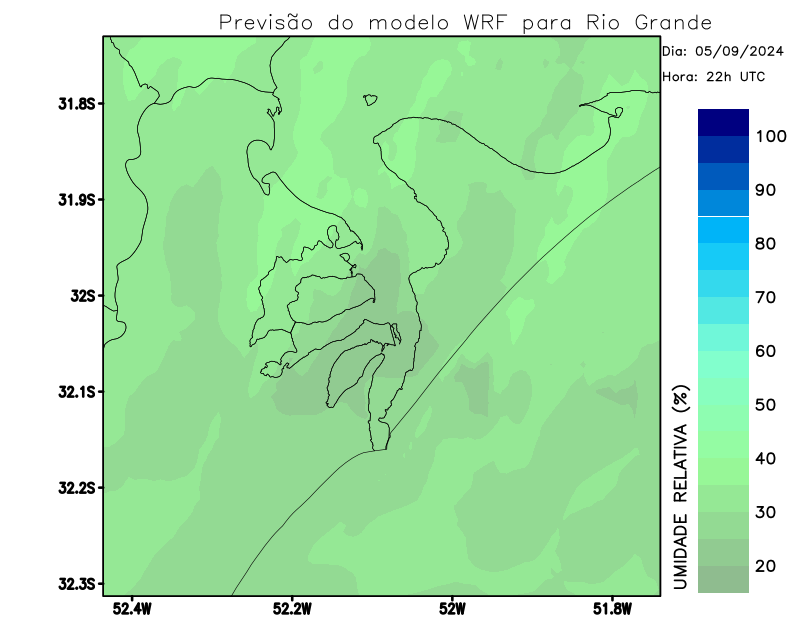 Previsão do modelo WRF para Rio Grande
Dia: 05/09/2024
Hora: 22h UTC
31.8S
31.9S
32S
32.1S
32.2S
32.3S
52.4W
52.2W
52W
51.8W
100
90
80
70
60
50
40
30
20
UMIDADE RELATIVA (%)